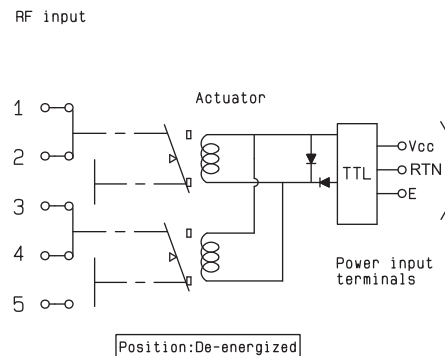 RF input
Actuator
1
2
3
4
5
TTL
Vcc
RTN
E
Power input
terminals
Position:De-energized